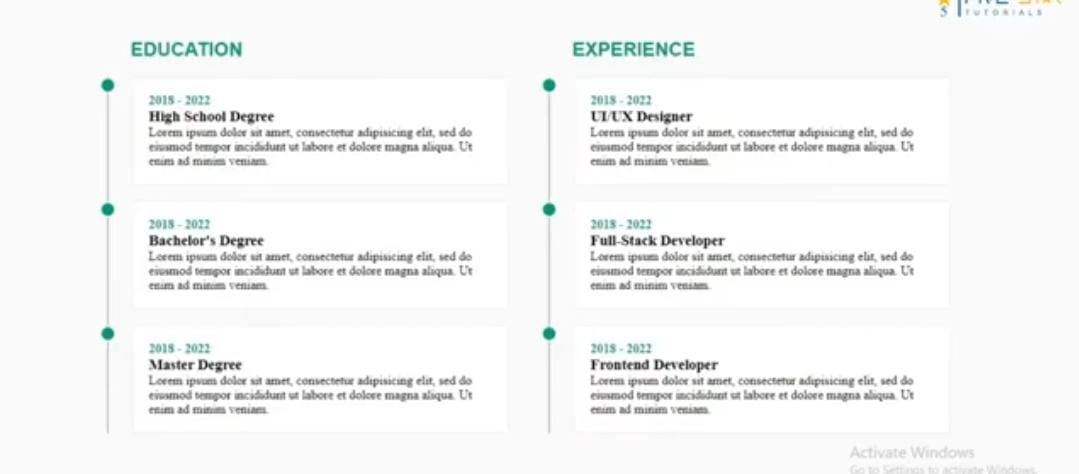 5
TUTORIALS
EDUCATION
2018 - 2022
High School Degree
Lorem ipsum dolor sit amet, consectetur adipisicing elit, sed do
eiusmod tempor incididunt ut labore et dolore magna aliqua. Ut
enim ad minim veniam.
2018 - 2022
Bachelor's Degree
Lorem ipsum dolor sit amet, consectetur adipisicing elit, sed do
eiusmod tempor incididunt ut labore et dolore magna aliqua. Ut
enim ad minim veniam.
2018 - 2022
Master Degree
Lorem ipsum dolor sit amet, consectetur adipisicing elit, sed do
eiusmod tempor incididunt ut labore et dolore magna aliqua. Ut
enim ad minim veniam.
EXPERIENCE
2018 - 2022
UI/UX Designer
Lorem ipsum dolor sit amet, consectetur adipisicing elit, sed do
eiusmod tempor incididunt ut labore et dolore magna aliqua. Ut
enim ad minim veniam.
2018 - 2022
Full-Stack Developer
Lorem ipsum dolor sit amet, consectetur adipisicing elit, sed do
eiusmod tempor incididunt ut labore et dolore magna aliqua. Ut
enim ad minim veniam.
2018 - 2022
Frontend Developer
Lorem ipsum dolor sit amet, consectetur adipisicing elit, sed do
eiusmod tempor incididunt ut labore et dolore magna aliqua. Ut
enim ad minim veniam.
Activate Windows
Go to Settings to activate Windows.